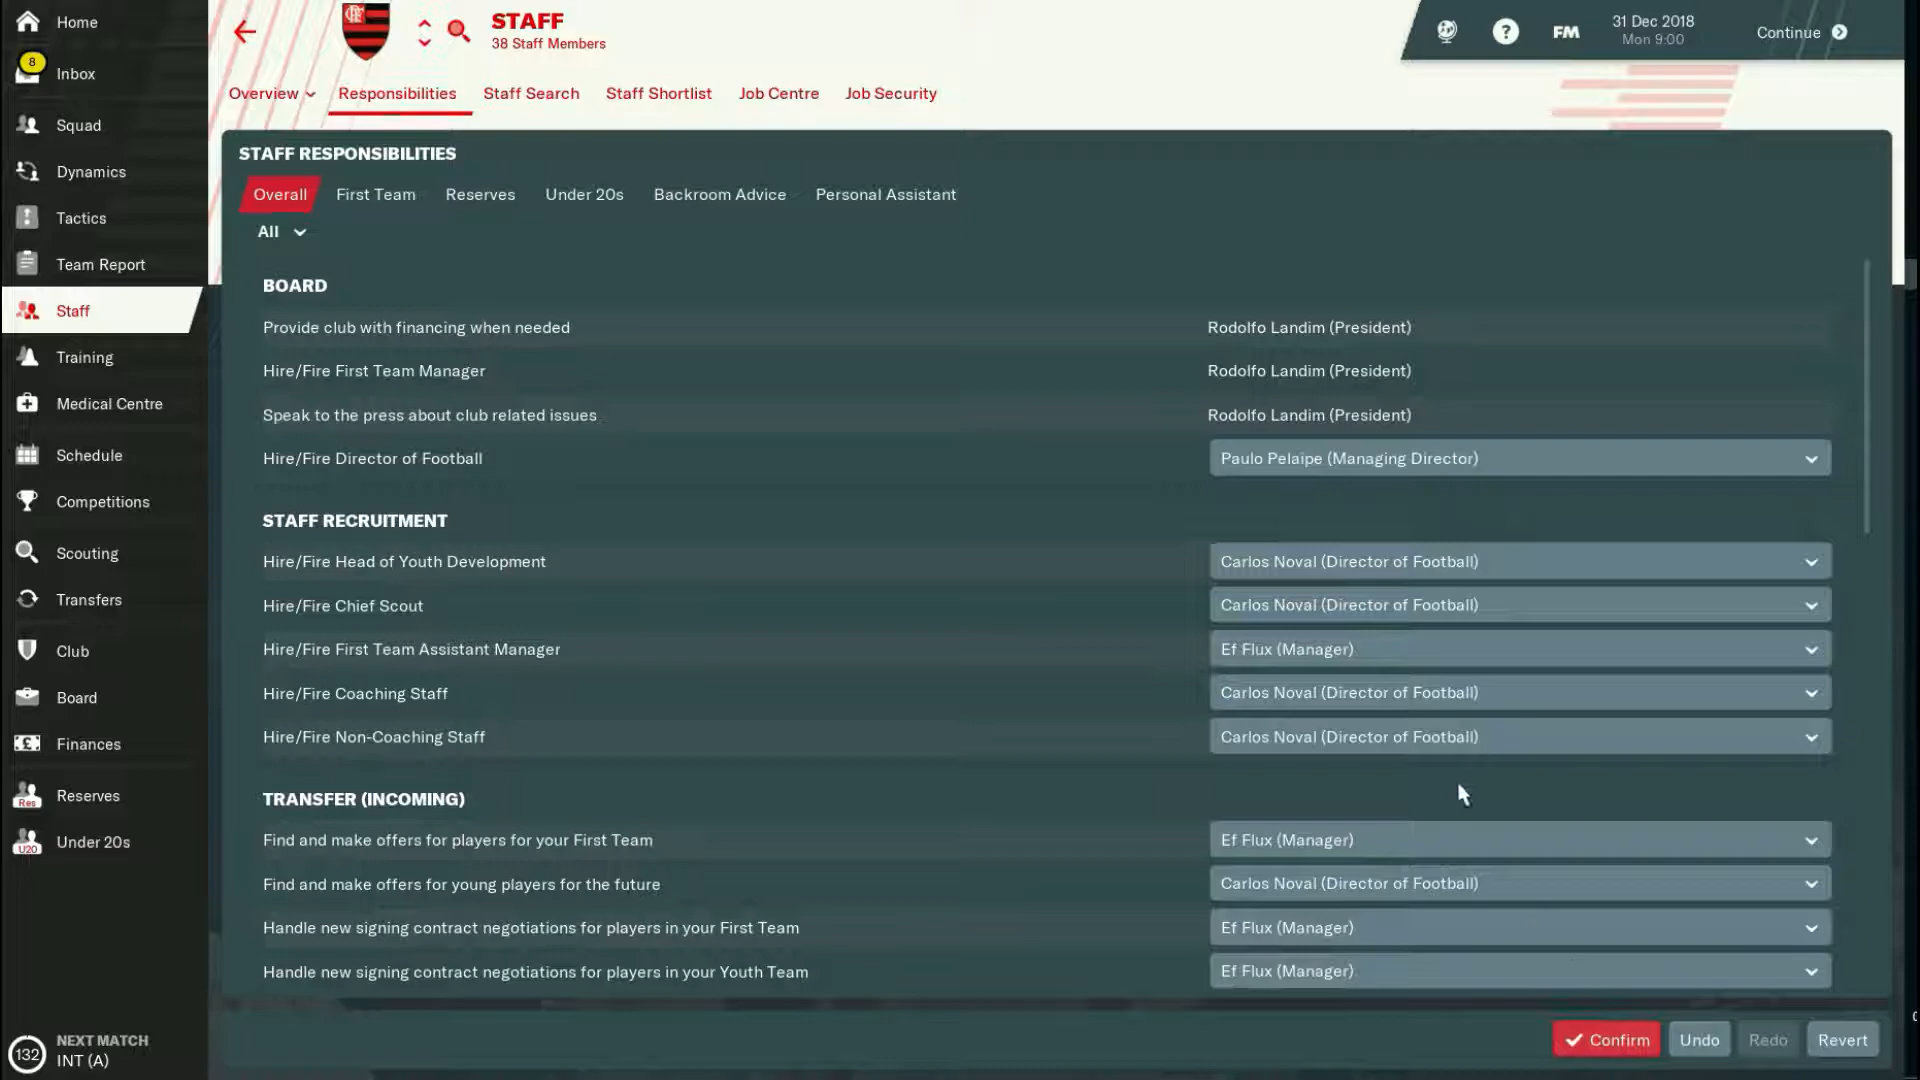 Home
8
Inbox
Squad
Dynamics
Tactics
Team Report
Staff
Training
Medical Centre
Schedule
Competitions
Scouting
Transfers
Club
Board
Finances
Res
Reserves
U20
Under 20s
132
NEXT MATCH
INT (A)
STAFF
38 Staff Members
?
FM
31 Dec 2018
Mon 9:00
Continue
Overview
Responsibilities
Staff Search
Staff Shortlist
Job Centre
Job Security
STAFF RESPONSIBILITIES
Overall
First Team
Reserves
Under 20s
Backroom Advice
Personal Assistant
All
BOARD
Provide club with financing when needed
Rodolfo Landim (President)
Hire/Fire First Team Manager
Rodolfo Landim (President)
Speak to the press about club related issues
Rodolfo Landim (President)
Hire/Fire Director of Football
Paulo Pelaipe (Managing Director)
STAFF RECRUITMENT
Hire/Fire Head of Youth Development
Carlos Noval (Director of Football)
Hire/Fire Chief Scout
Carlos Noval (Director of Football)
Hire/Fire First Team Assistant Manager
Ef Flux (Manager)
Hire/Fire Coaching Staff
Carlos Noval (Director of Football)
Hire/Fire Non-Coaching Staff
Carlos Noval (Director of Football)
TRANSFER (INCOMING)
Find and make offers for players for your First Team
Ef Flux (Manager)
Find and make offers for young players for the future
Carlos Noval (Director of Football)
Handle new signing contract negotiations for players in your First Team
Ef Flux (Manager)
Handle new signing contract negotiations for players in your Youth Team
Ef Flux (Manager)
Confirm
Undo
Redo
Revert